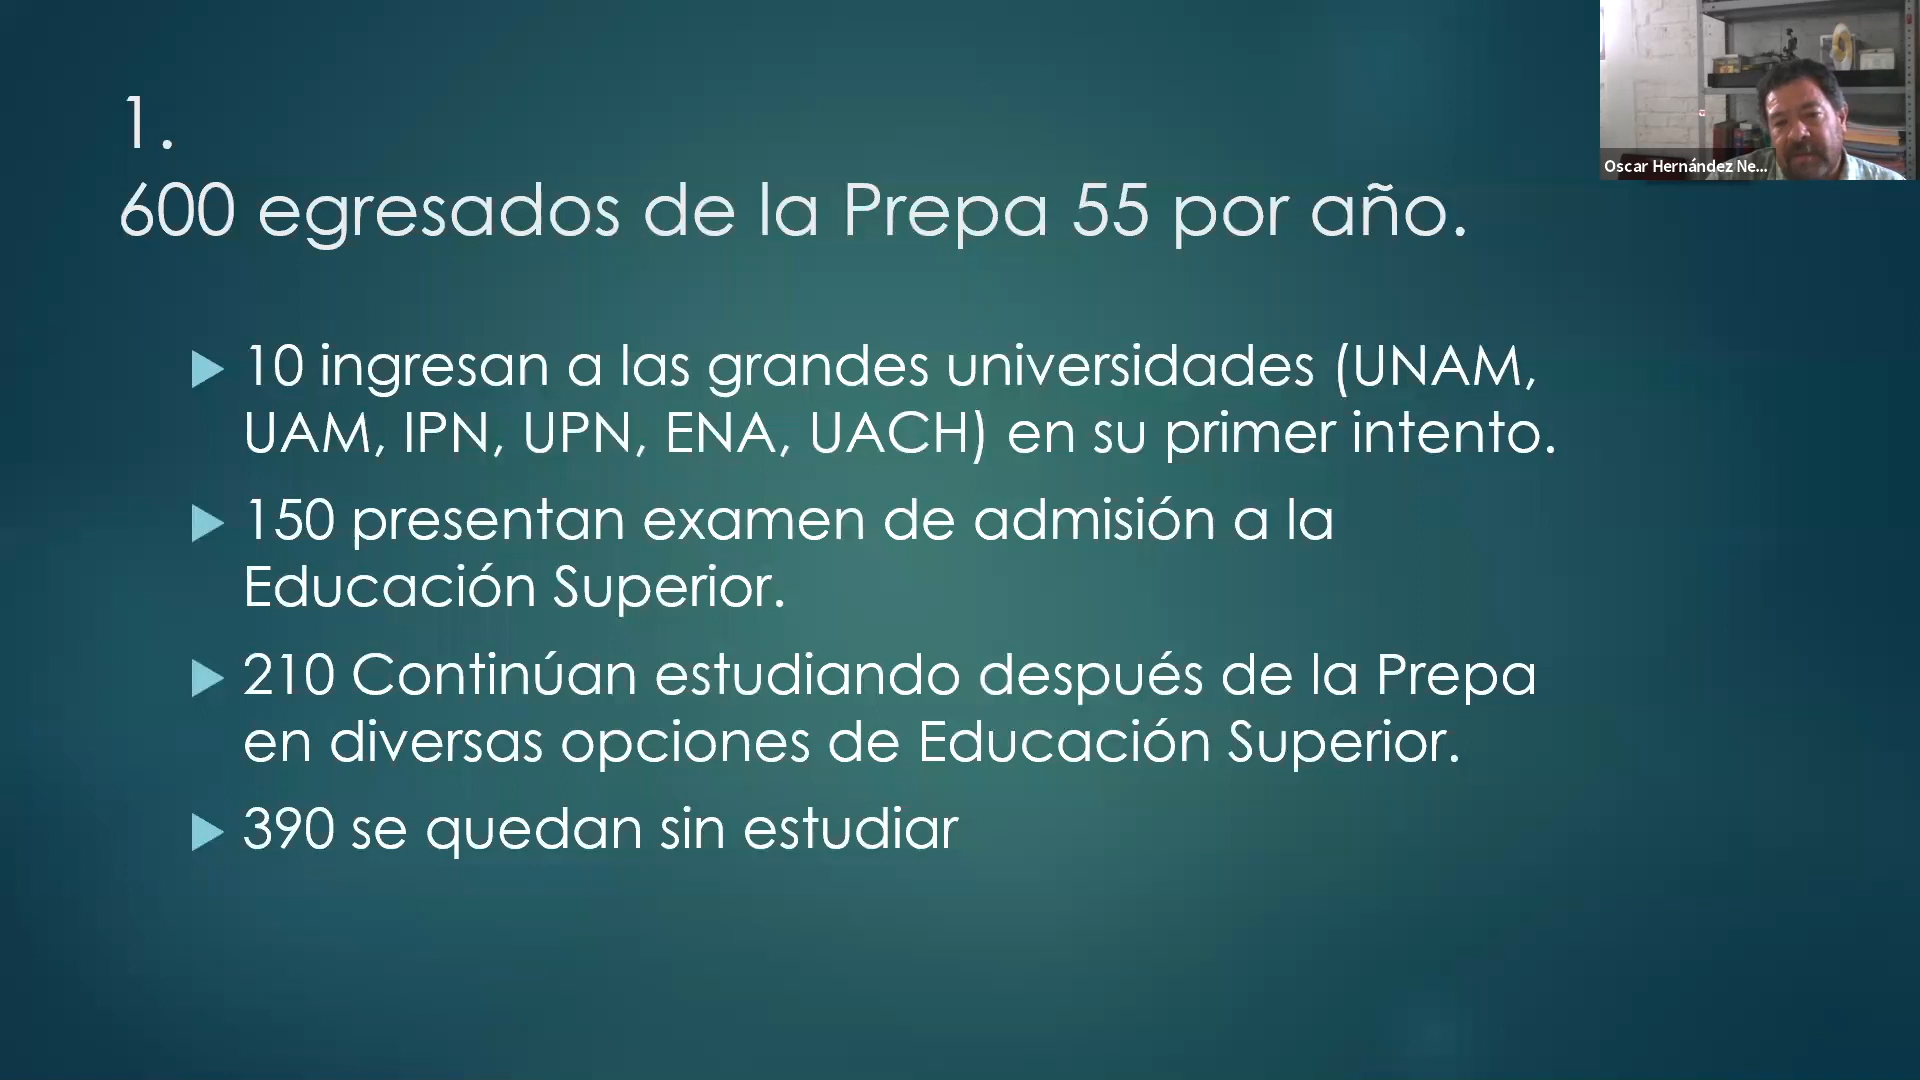 1.
600 egresados de la Prepa 55 por año.
10 ingresan a las grandes universidades (UNAM,
UAM, IPN, UPN, ENA, UACH) en su primer intento.
150 presentan examen de admisión a la
Educación Superior.
210 Continúan estudiando después de la Prepa
en diversas opciones de Educación Superior.
390 se quedan sin estudiar
Oscar Hernández Ne...